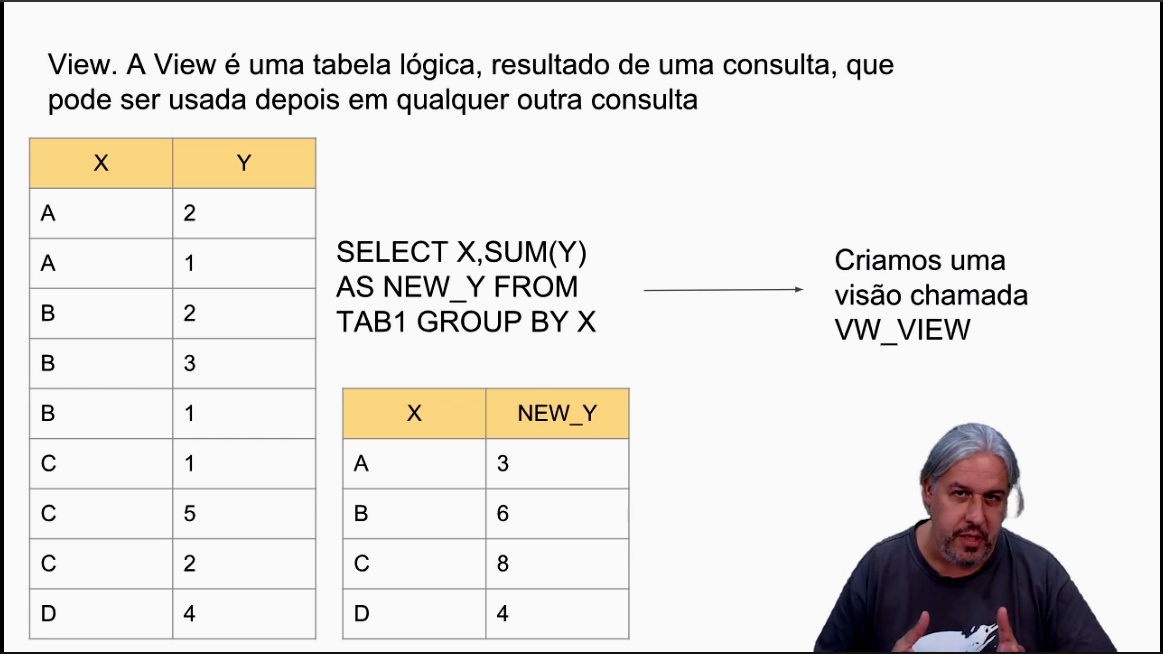 View. A View é uma tabela lógica, resultado de uma consulta, que
pode ser usada depois em qualquer outra consulta
X Y
A 2
A 1
B 2
B 3
B 1
C 1
C 5
C 2
D 4
SELECT X,SUM(Y)
AS NEW_Y FROM
TAB1 GROUP BY X
X NEW_Y
A 3
B 6
C 8
D 4
Criamos uma
visão chamada
VW_VIEW